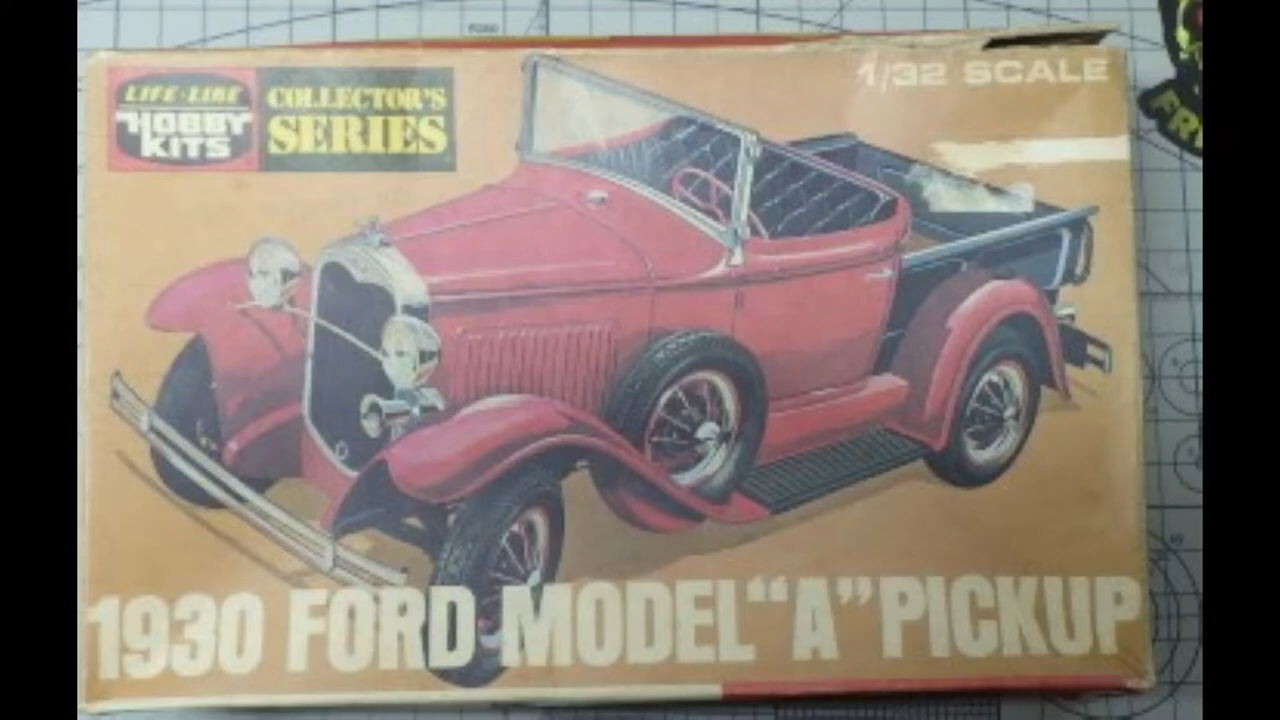 LIFE-LIKE
HOBBY
KITS
COLLECTOR'S
SERIES
1/32 SCALE
1930 FORD MODEL "A" PICKUP